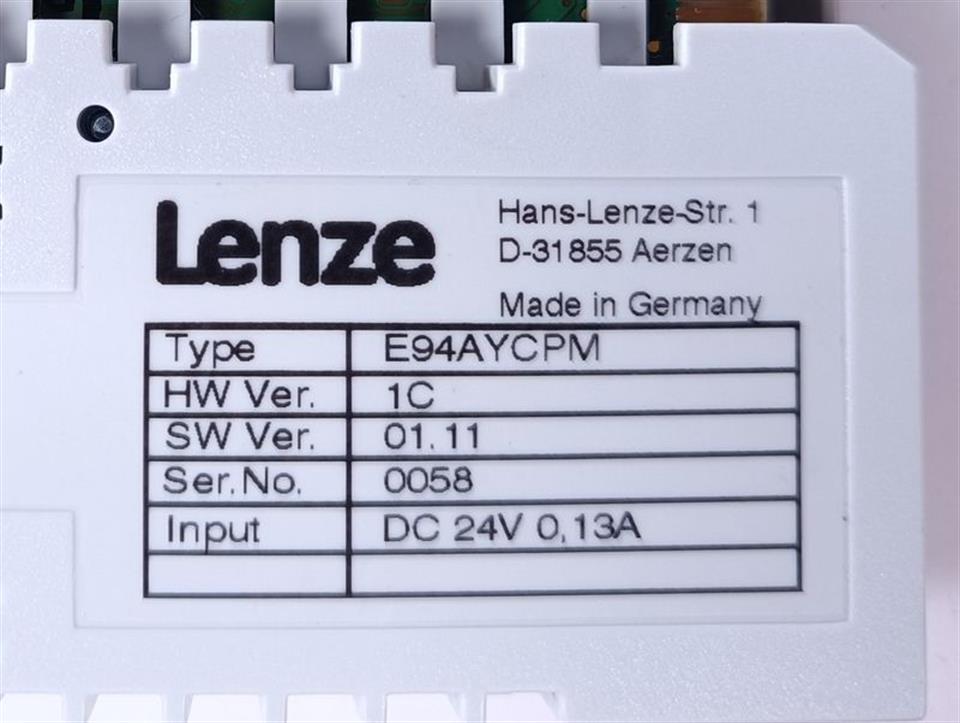 Lenze
Hans-Lenze-Str. 1
D-31855 Aerzen
Made in Germany
Type E94AYCPM
HW Ver. 1C
SW Ver. 01.11
Ser.No. 0058
Input DC 24V 0,13A